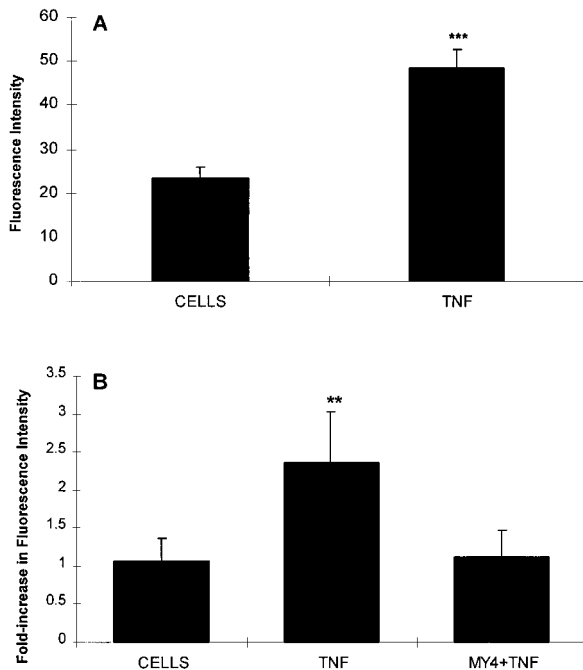 A
Fluorescence Intensity
60
50
40
30
20
10
0
***
CELLS TNF
B
Fold-increase in Fluorescence Intensity
3.5
3
2.5
2
1.5
1
0.5
0
**
CELLS TNF MY4+TNF